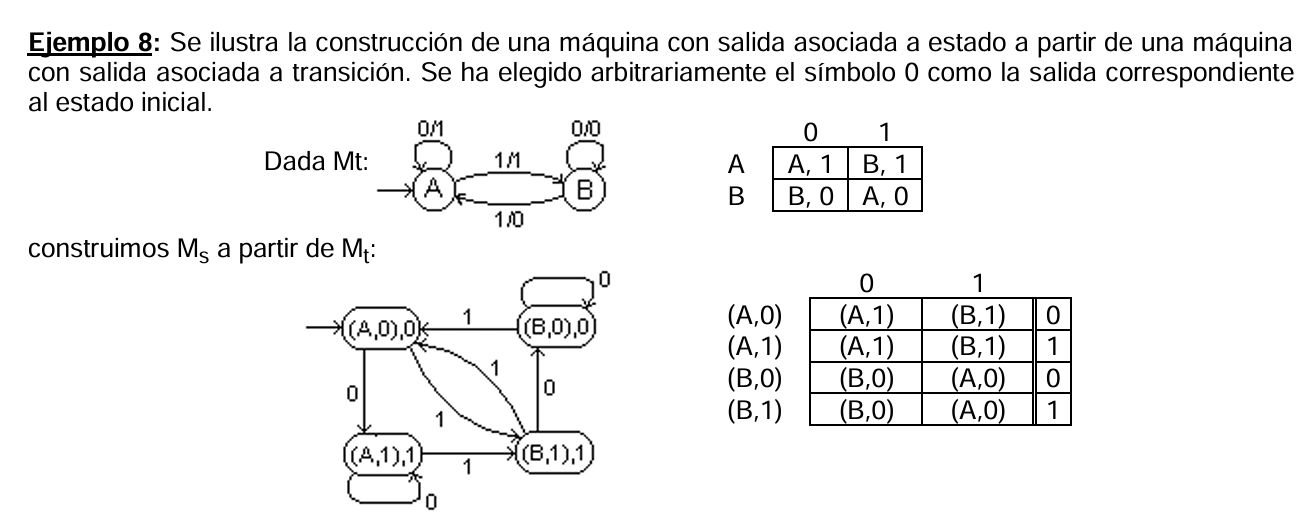 Ejemplo 8: Se ilustra la construcción de una máquina con salida asociada a estado a partir de una máquina
con salida asociada a transición. Se ha elegido arbitrariamente el símbolo 0 como la salida correspondiente
al estado inicial.
Dada Mt:
0/1
0/0
1/1
A
B
1/0
0 1
A A, 1 B, 1
B B, 0 A, 0
construimos Ms a partir de Mt:
0
(A,0),0
1
(B,0),0
0
1
1
0
(A,1),1
1
(B,1),1
0
0 1
(A,0) (A,1) (B,1) 0
(A,1) (A,1) (B,1) 1
(B,0) (B,0) (A,0) 0
(B,1) (B,0) (A,0) 1